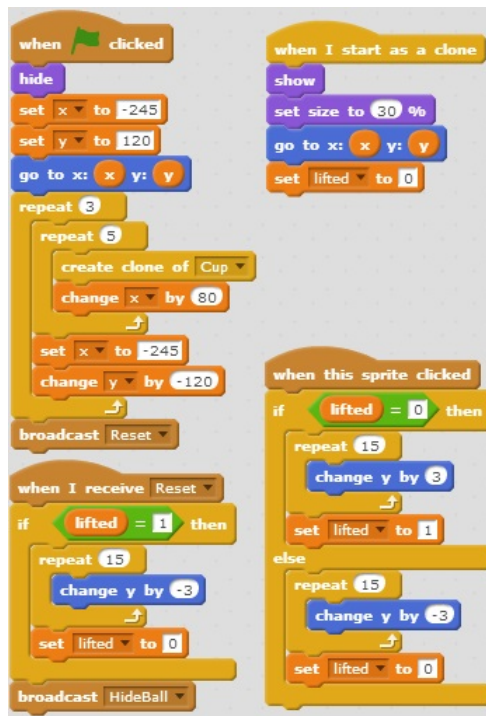 when clicked
hide
set x to -245
set y to 120
go to x: x y: y
repeat 3
repeat 5
create clone of Cup
change x by 80
set x to -245
change y by -120
broadcast Reset
when I receive Reset
if lifted = 1 then
repeat 15
change y by -3
set lifted to 0
broadcast HideBall
when I start as a clone
show
set size to 30 %
go to x: x y: y
set lifted to 0
when this sprite clicked
if lifted = 0 then
repeat 15
change y by 3
set lifted to 1
else
repeat 15
change y by -3
set lifted to 0